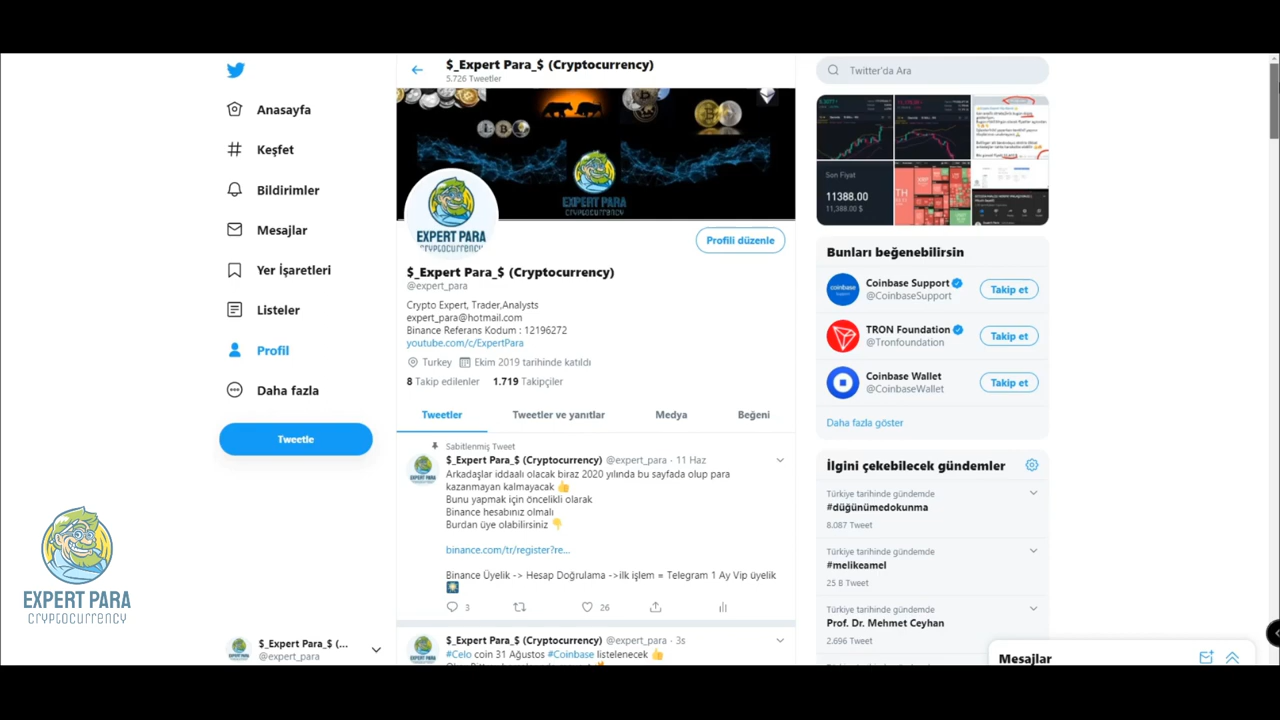 $_Expert Para_$ (Cryptocurrency)
5.726 Tweetler
Anasayfa
Keşfet
Bildirimler
Mesajlar
Yer İşaretleri
Listeler
Profil
Daha fazla
Tweetle
EXPERT PARA
CRYPTOCURRENCY
$_Expert Para_$ (...
@expert_para
EXPERT PARA
CRYPTOCURRENCY
EXPERT PARA
CRYPTOCURRENCY
Profili düzenle
$_Expert Para_$ (Cryptocurrency)
@expert_para
Crypto Expert, Trader,Analysts
expert_para@hotmail.com
Binance Referans Kodum : 12196272
youtube.com/c/ExpertPara
Turkey Ekim 2019 tarihinde katıldı
8 Takip edilenler 1.719 Takipçiler
Tweetler Tweetler ve yanıtlar Medya Beğeni
Sabitlenmiş Tweet
$_Expert Para_$ (Cryptocurrency) @expert_para · 11 Haz
Arkadaşlar iddaalı olacak biraz 2020 yılında bu sayfada olup para
kazanmayan kalmayacak 👍
Bunu yapmak için öncelikli olarak
Binance hesabınız olmalı
Burdan üye olabilirsiniz 👇
binance.com/tr/register?re...
Binance Üyelik -> Hesap Doğrulama ->ilk işlem = Telegram 1 Ay Vip üyelik
3 26
$_Expert Para_$ (Cryptocurrency) @expert_para · 3s
#Celo coin 31 Ağustos #Coinbase listelenecek 👍
Twitter'da Ara
Son Fiyat
11388.00
11,388.00 $
Bunları beğenebilirsin
coinbase
Coinbase Support
@CoinbaseSupport
Takip et
TRON Foundation
@Tronfoundation
Takip et
Coinbase Wallet
@CoinbaseWallet
Takip et
Daha fazla göster
İlgini çekebilecek gündemler
Türkiye tarihinde gündemde
#düğünümedokunma
8.087 Tweet
Türkiye tarihinde gündemde
#melikeamel
25 B Tweet
Türkiye tarihinde gündemde
Prof. Dr. Mehmet Ceyhan
2.696 Tweet
Mesajlar